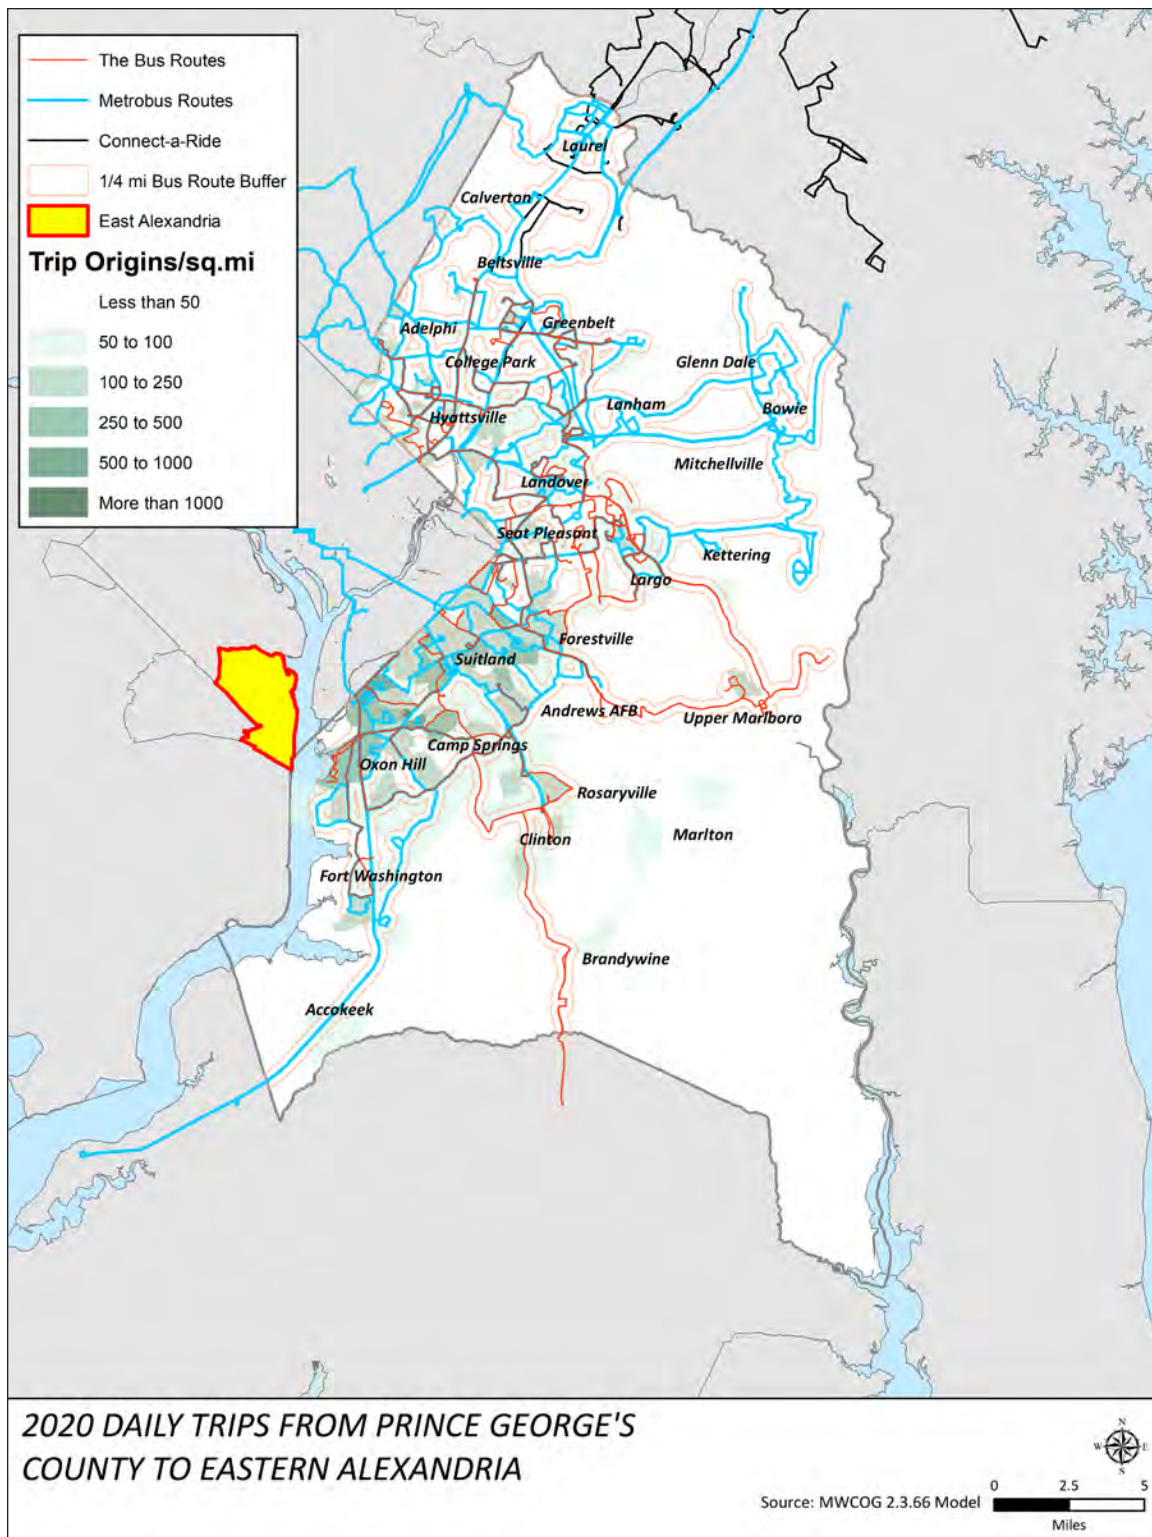 The Bus Routes
Metrobus Routes
Connect-a-Ride
1/4 mi Bus Route Buffer
East Alexandria
Trip Origins/sq.mi
Less than 50
50 to 100
100 to 250
250 to 500
500 to 1000
More than 1000
Laurel
Calverton
Beltsville
Adelphi
Greenbelt
College Park
Glenn Dale
Lanham
Bowie
Hyattsville
Mitchellville
Landover
Seat Pleasant
Kettering
Largo
Forestville
Suitland
Andrews AFB
Upper Marlboro
Camp Springs
Oxon Hill
Rosaryville
Clinton
Marlton
Fort Washington
Brandywine
Accokeek
2020 DAILY TRIPS FROM PRINCE GEORGE'S
COUNTY TO EASTERN ALEXANDRIA
N
W E
S
Source: MWCOG 2.3.66 Model
0 2.5 5
Miles